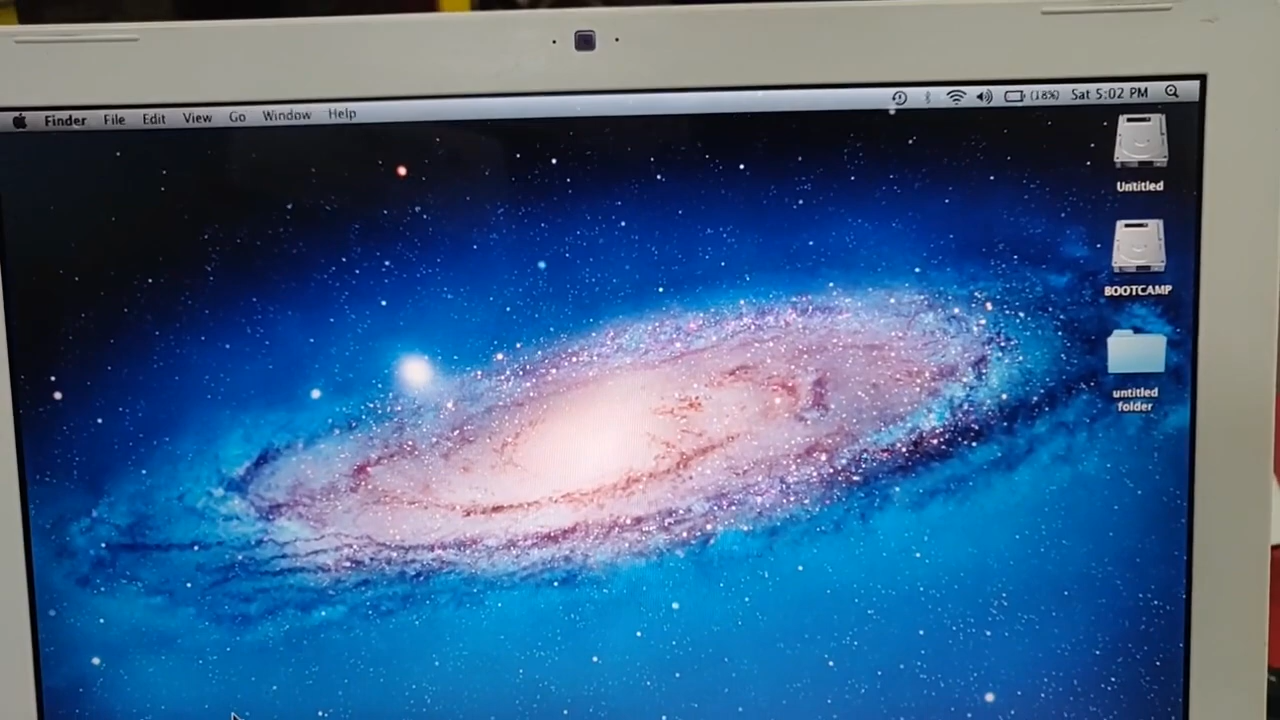 Finder File Edit View Go Window Help (18%) Sat 5:02 PM
Untitled
BOOTCAMP
untitled
folder